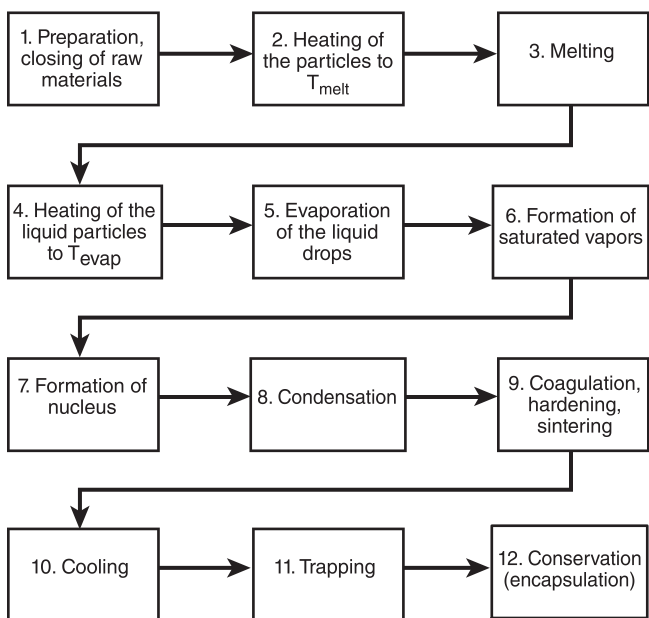 1. Preparation,
closing of raw
materials
2. Heating of
the particles to
Tmelt
3. Melting
4. Heating of the
liquid particles
to Tevap
5. Evaporation
of the liquid
drops
6. Formation of
saturated vapors
7. Formation of
nucleus
8. Condensation
9. Coagulation,
hardening,
sintering
10. Cooling
11. Trapping
12. Conservation
(encapsulation)